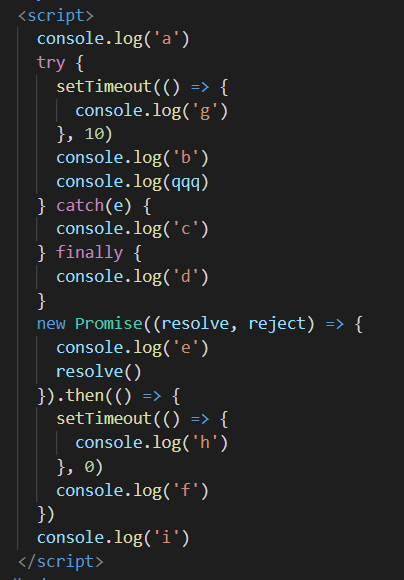 <script>
console.log('a')
try {
setTimeout(() => {
console.log('g')
}, 10)
console.log('b')
console.log(qqq)
} catch(e) {
console.log('c')
} finally {
console.log('d')
}
new Promise((resolve, reject) => {
console.log('e')
resolve()
}).then(() => {
setTimeout(() => {
console.log('h')
}, 0)
console.log('f')
})
console.log('i')
</script>